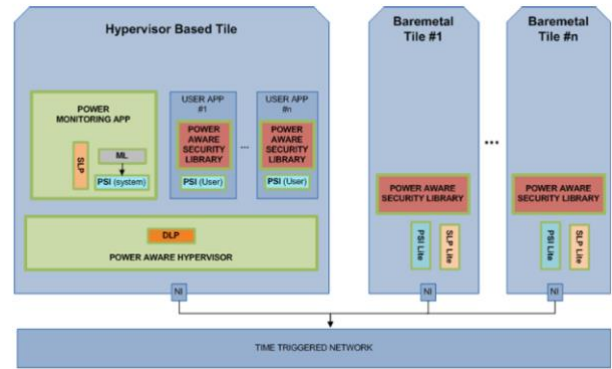 Hypervisor Based Tile
POWER
MONITORING APP
SLP
ML
PSI (system)
USER APP
#1
POWER
AWARE
SECURITY
LIBRARY
PSI (User)
...
USER APP
#n
POWER
AWARE
SECURITY
LIBRARY
PSI (User)
DLP
POWER AWARE HYPERVISOR
NI
Baremetal
Tile #1
POWER AWARE
SECURITY LIBRARY
PSI Lite
SLP Lite
NI
...
Baremetal
Tile #n
POWER AWARE
SECURITY LIBRARY
PSI Lite
SLP Lite
NI
TIME TRIGGERED NETWORK